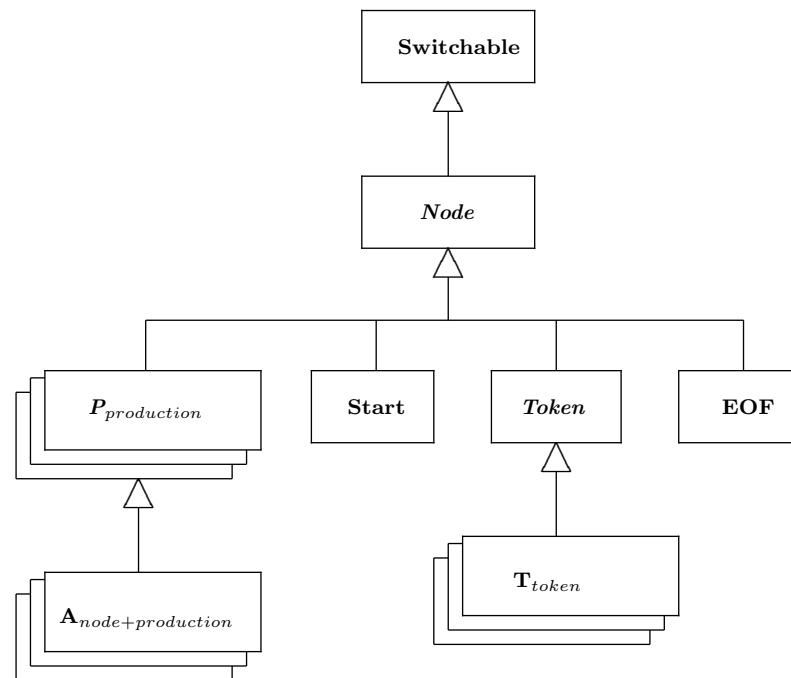 Switchable
Node
P_production
Start
Token
EOF
A_node+production
T_token